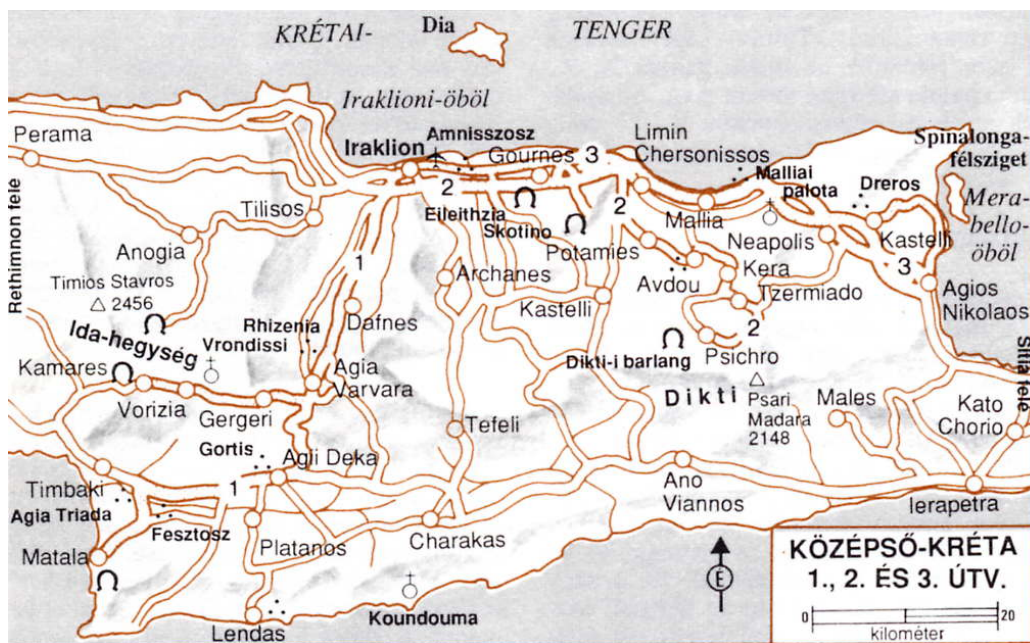 KRÉTAI-
Dia
TENGER
Iraklioni-öböl
Perama
Iraklion
Amnisszosz
Gournes
3
Limin
Chersonissos
Spinalonga-
félsziget
Malliai
palota
Dreros
Mera-
bello-
öböl
2
Rethimnon felé
Tilisos
Eileithzia
Skotino
2
Mallia
Anogia
Potamies
Neapolis
Kastelli
1
Archanes
Kera
3
Timios Stavros
2456
Avdou
Tzermiado
Agios
Nikolaos
Kastelli
Dafnes
Rhizenia
Ida-hegység
Vrondissi
2
Kamares
Dikti-i barlang
Psichro
Sitia felé
Agia
Varvara
Vorizia
Gergeri
Dikti
Psari
Madara
2148
Males
Kato
Chorio
Tefeli
Gortis
Agii Deka
Timbaki
1
Ano
Viannos
Ierapetra
Agia Triada
Fesztosz
Matala
Platanos
Charakas
Lendas
Koundouma
É
KÖZÉPSŐ-KRÉTA
1., 2. ÉS 3. ÚTV.
0
20
kilométer